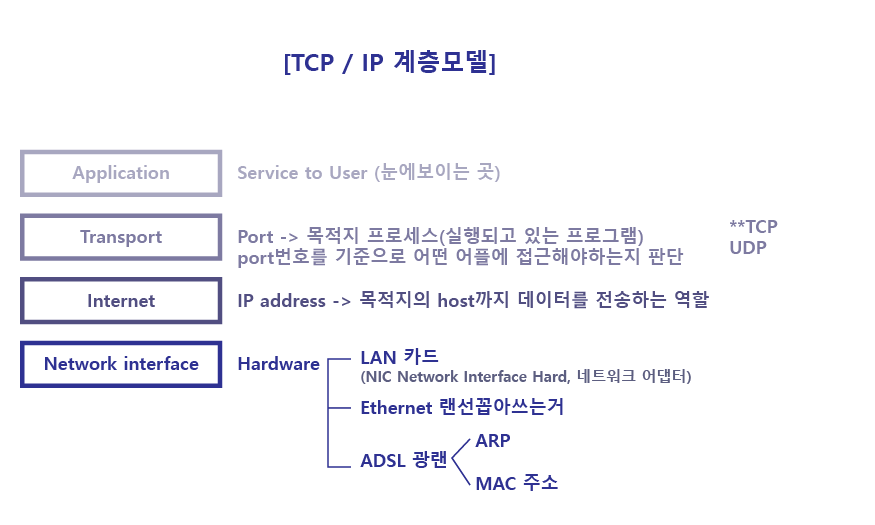 [TCP / IP 계층모델]
Application
Service to User (눈에보이는 곳)
Transport
Port -> 목적지 프로세스(실행되고 있는 프로그램)
port번호를 기준으로 어떤 어플에 접근해야하는지 판단
**TCP
UDP
Internet
IP address -> 목적지의 host까지 데이터를 전송하는 역할
Network interface
Hardware
LAN 카드
(NIC Network Interface Hard, 네트워크 어댑터)
Ethernet 랜선꼽아쓰는거
ADSL 광랜
ARP
MAC 주소